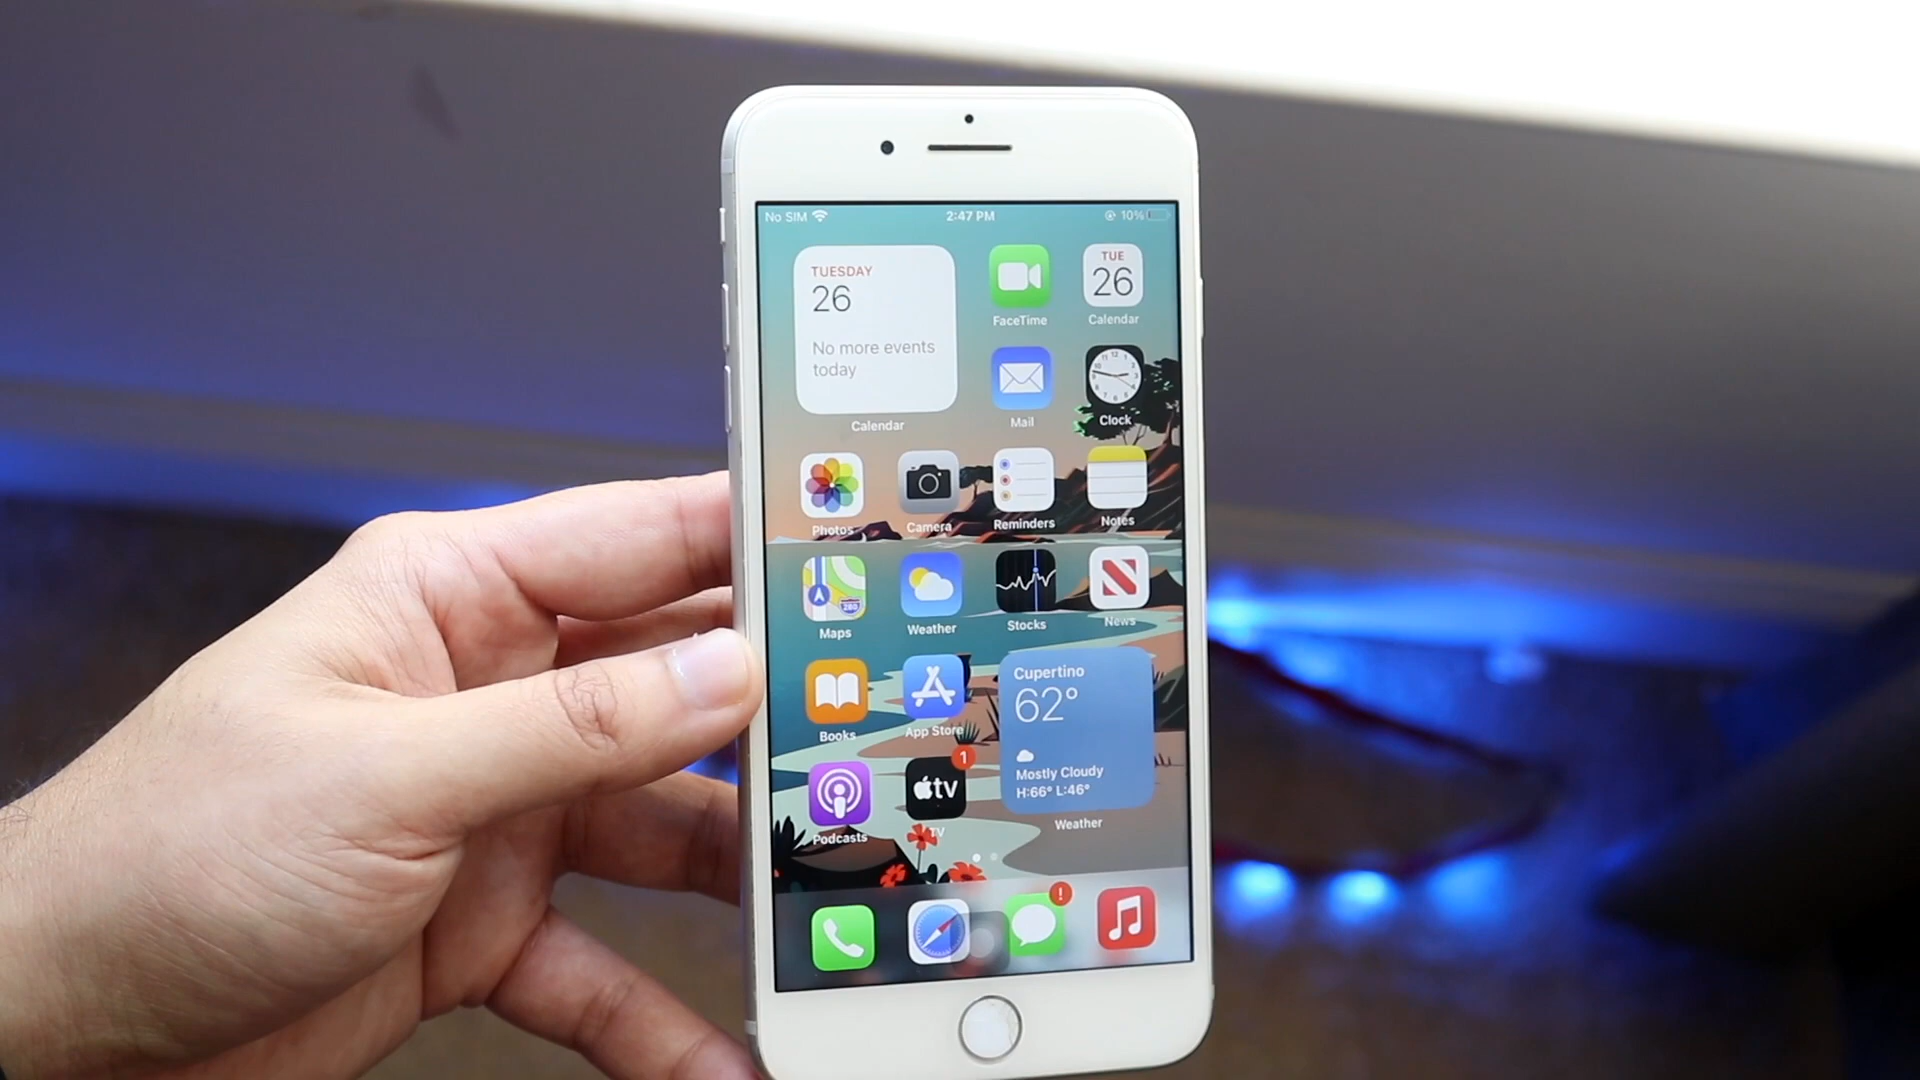 No SIM 2:47 PM 10%
TUESDAY
26
No more events
today
Calendar
FaceTime
TUE
26
Calendar
Mail
Clock
Photos Camera Reminders Notes
280
Maps Weather Stocks News
Books App Store
Cupertino
62°
Mostly Cloudy
H:66° L:46°
Weather
Podcasts
1
tv
TV
!